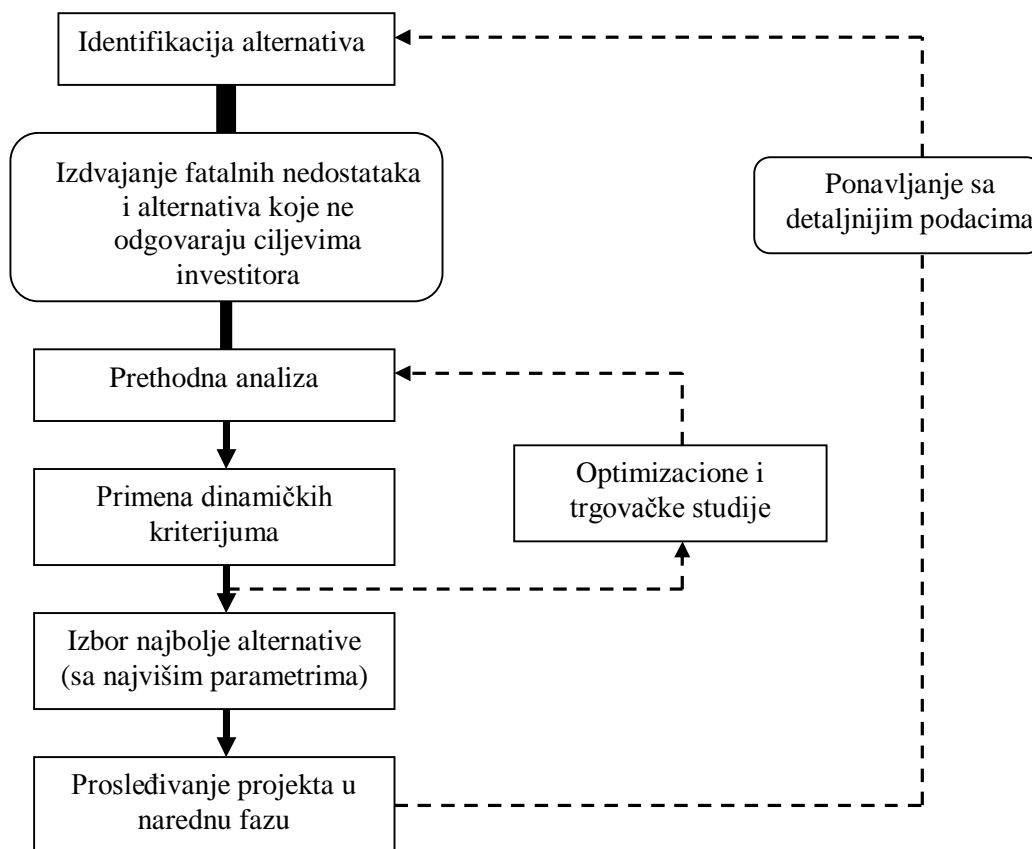 Identifikacija alternativa
Izdvajanje fatalnih nedostataka
i alternativa koje ne
odgovaraju ciljevima
investitora
Ponavljanje sa
detaljnijim podacima
Prethodna analiza
Optimizacione i
trgovačke studije
Primena dinamičkih
kriterijuma
Izbor najbolje alternative
(sa najvišim parametrima)
Prosleđivanje projekta u
narednu fazu